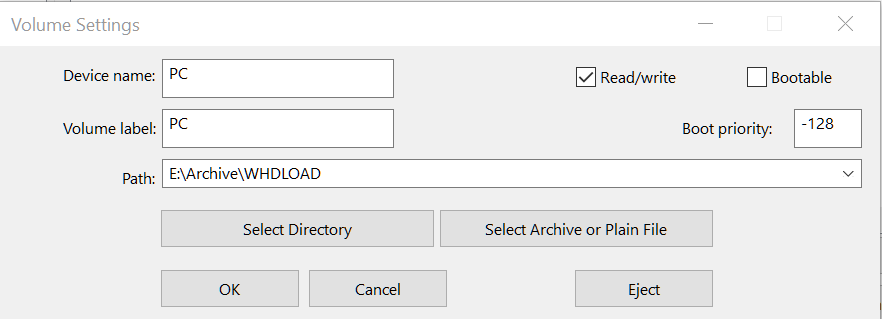 Volume Settings
Device name: PC Read/write Bootable
Volume label: PC Boot priority: -128
Path: E:\Archive\WHDLOAD
Select Directory Select Archive or Plain File
OK Cancel Eject